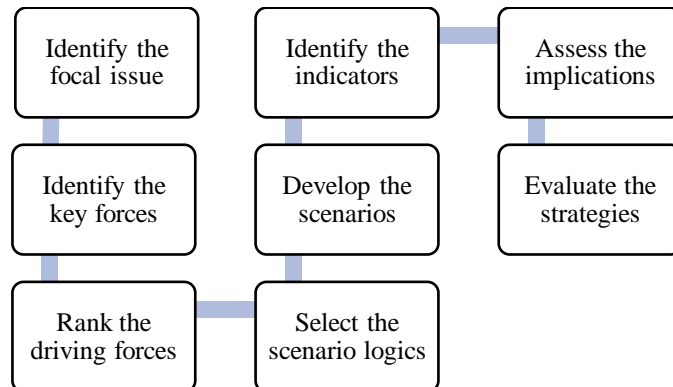 Identify the
focal issue
Identify the
key forces
Rank the
driving forces
Select the
scenario logics
Develop the
scenarios
Identify the
indicators
Assess the
implications
Evaluate the
strategies